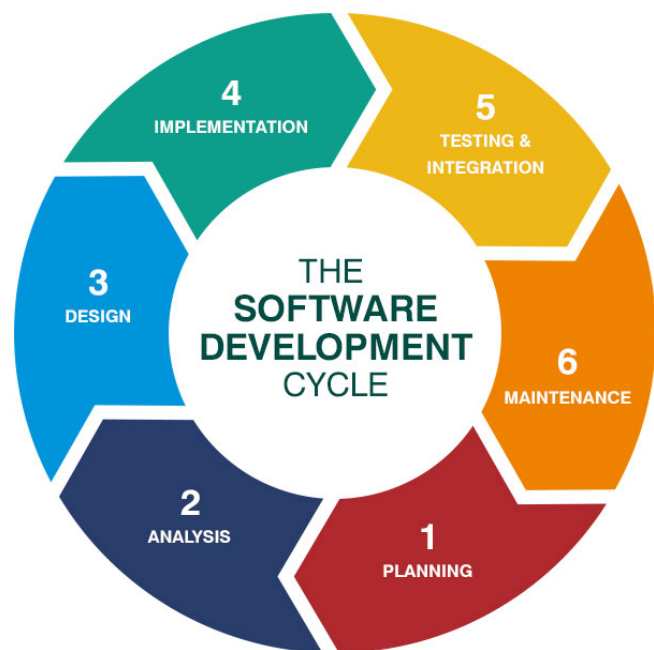 THE
SOFTWARE
DEVELOPMENT
CYCLE
1
PLANNING
2
ANALYSIS
3
DESIGN
4
IMPLEMENTATION
5
TESTING &
INTEGRATION
6
MAINTENANCE